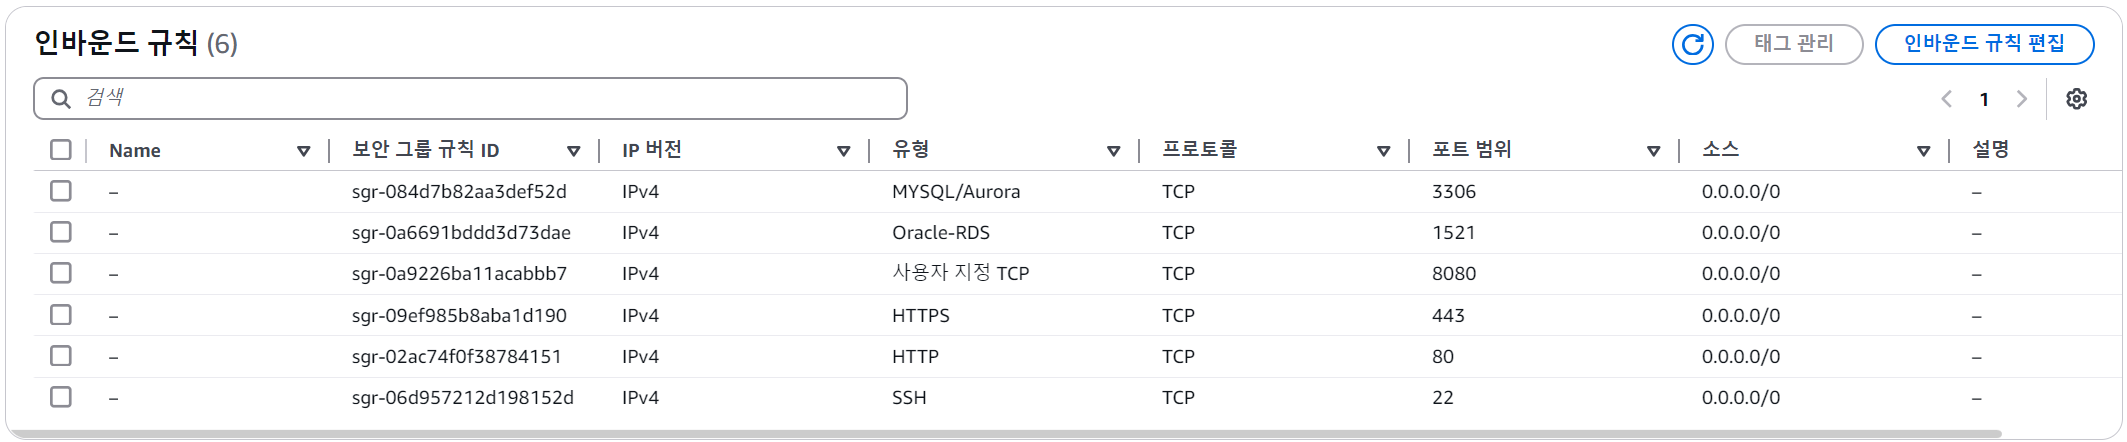 인바운드 규칙 (6)
태그 관리
인바운드 규칙 편집
검색
1
Name 보안 그룹 규칙 ID IP 버전 유형 프로토콜 포트 범위 소스 설명
– sgr-084d7b82aa3def52d IPv4 MYSQL/Aurora TCP 3306 0.0.0.0/0 –
– sgr-0a6691bddd3d73dae IPv4 Oracle-RDS TCP 1521 0.0.0.0/0 –
– sgr-0a9226ba11acabbb7 IPv4 사용자 지정 TCP TCP 8080 0.0.0.0/0 –
– sgr-09ef985b8aba1d190 IPv4 HTTPS TCP 443 0.0.0.0/0 –
– sgr-02ac74f0f38784151 IPv4 HTTP TCP 80 0.0.0.0/0 –
– sgr-06d957212d198152d IPv4 SSH TCP 22 0.0.0.0/0 –